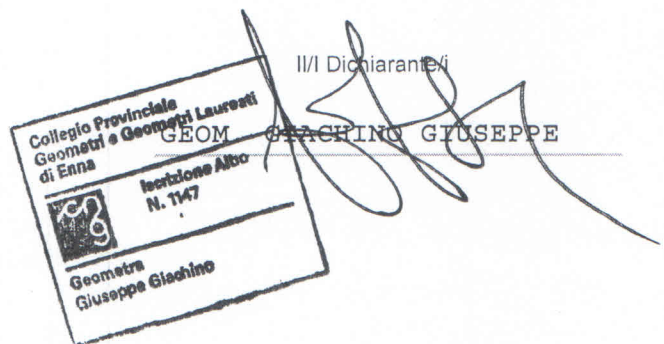 Il/I Dichiarante/i
GEOM GIACHINO GIUSEPPE
Collegio Provinciale
Geometri e Geometri Laureati
di Enna
Iscrizione Albo
N. 1147
Geometra
Giuseppe Giachino